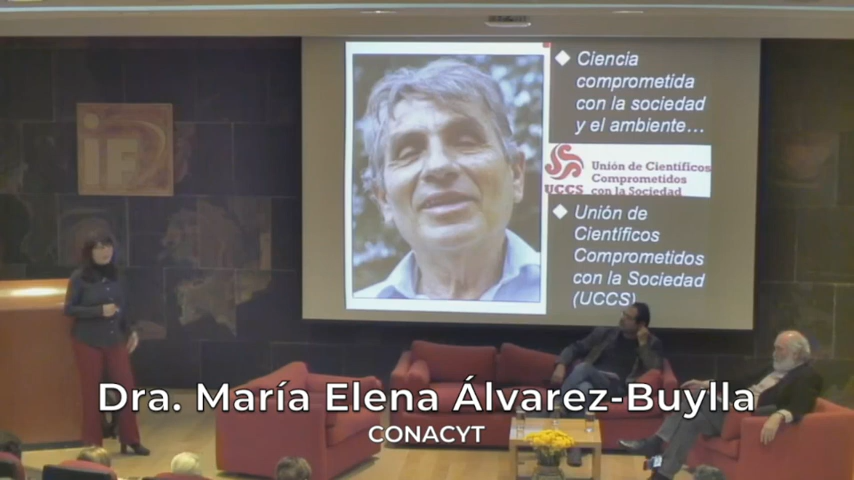 iF
Ciencia
comprometida
con la sociedad
y el ambiente...
UCCS
Unión de Científicos
Comprometidos
con la Sociedad
Unión de
Científicos
Comprometidos
con la Sociedad
(UCCS)
Dra. María Elena Álvarez-Buylla
CONACYT